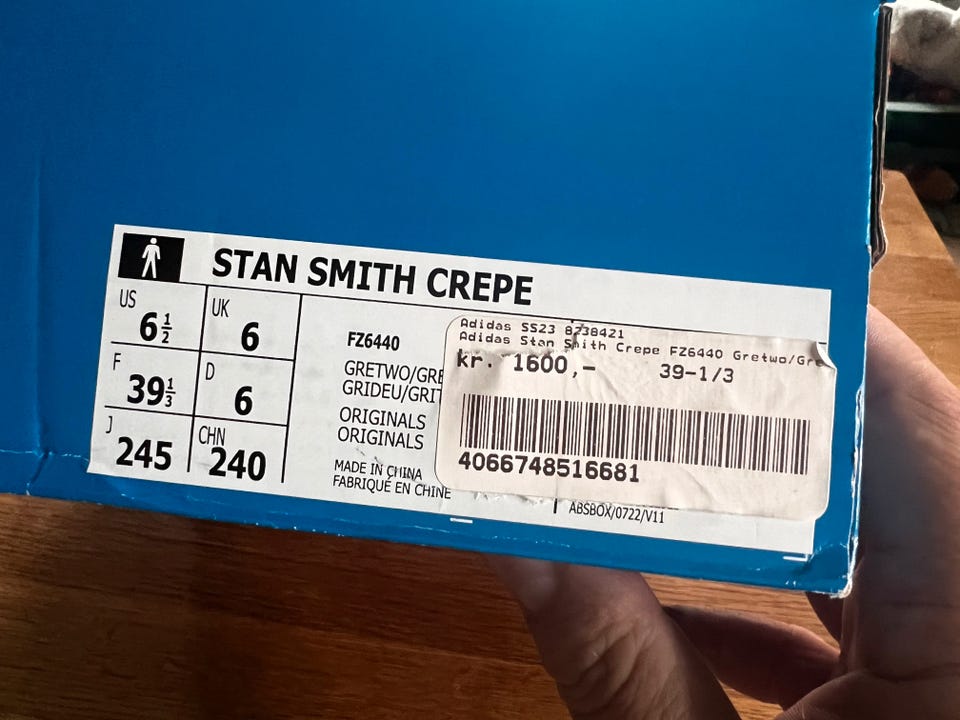 STAN SMITH CREPE
US 6½
UK 6
F 39⅓
D 6
J 245
CHN 240
FZ6440
GRETWO/GRE
GRIDEU/GRIT
ORIGINALS
ORIGINALS
MADE IN CHINA
FABRIQUÉ EN CHINE
Adidas SS23 8738421
Adidas Stan Smith Crepe FZ6440 Gretwo/Gre
kr. 1600,- 39-1/3
4066748516681
ABSBOX/0722/V11